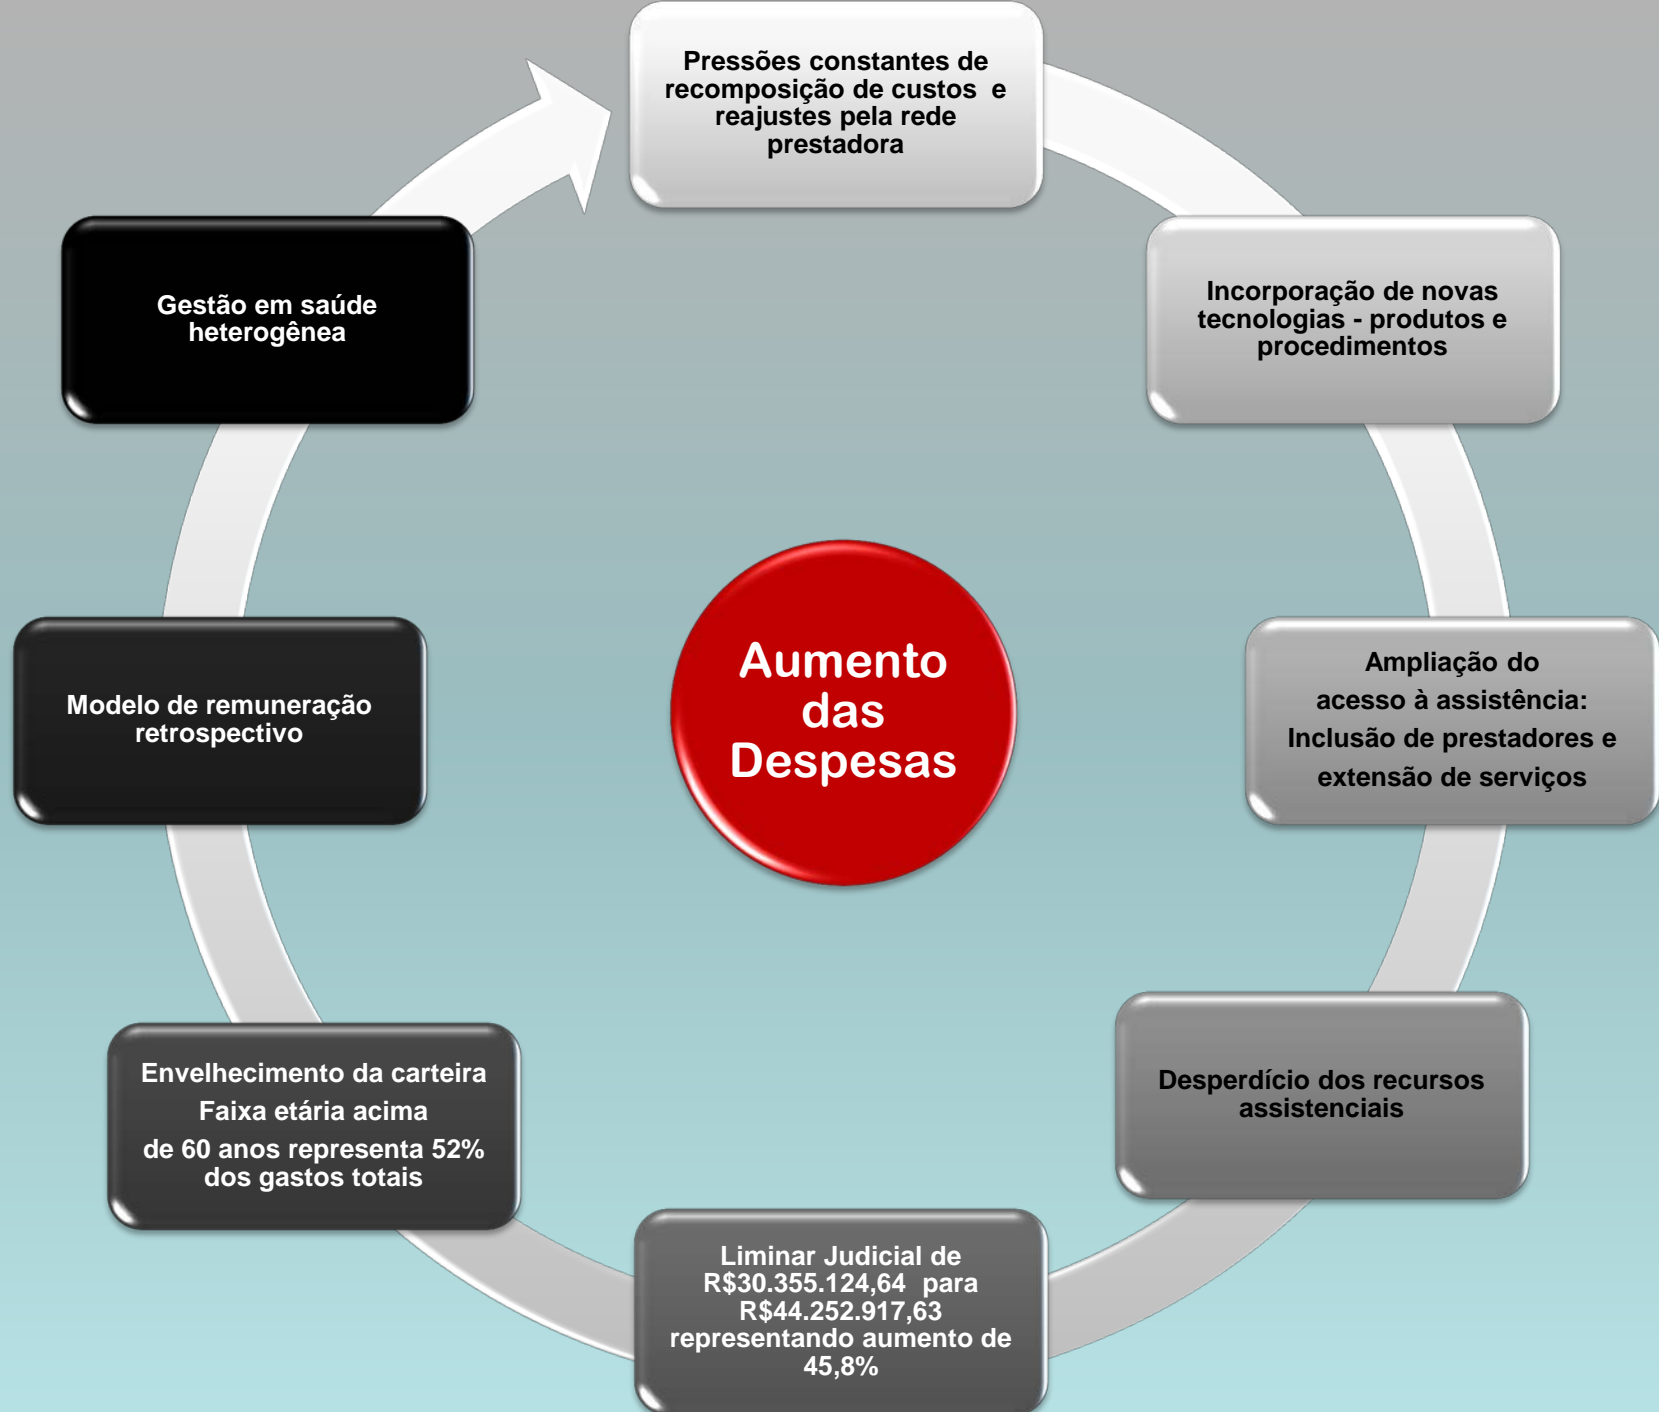 Pressões constantes de
recomposição de custos e
reajustes pela rede
prestadora
Incorporação de novas
tecnologias - produtos e
procedimentos
Ampliação do
acesso à assistência:
Inclusão de prestadores e
extensão de serviços
Desperdício dos recursos
assistenciais
Liminar Judicial de
R$30.355.124,64 para
R$44.252.917,63
representando aumento de
45,8%
Envelhecimento da carteira
Faixa etária acima
de 60 anos representa 52%
dos gastos totais
Modelo de remuneração
retrospectivo
Gestão em saúde
heterogênea
Aumento
das
Despesas